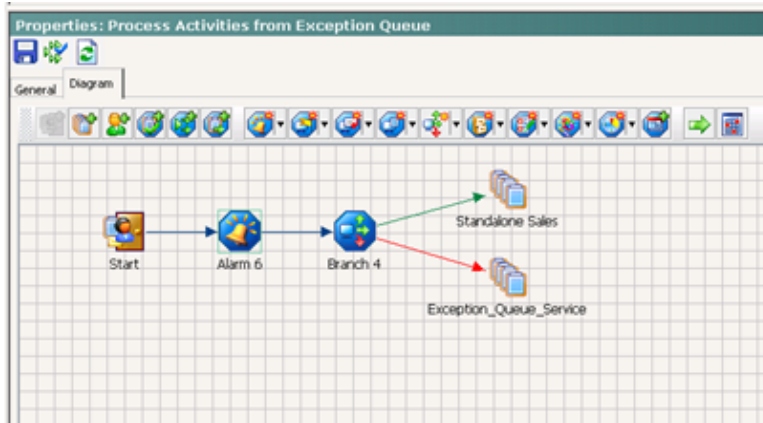 Properties: Process Activities from Exception Queue
General Diagram
Standalone Sales
Start Alarm 6 Branch 4
Exception_Queue_Service